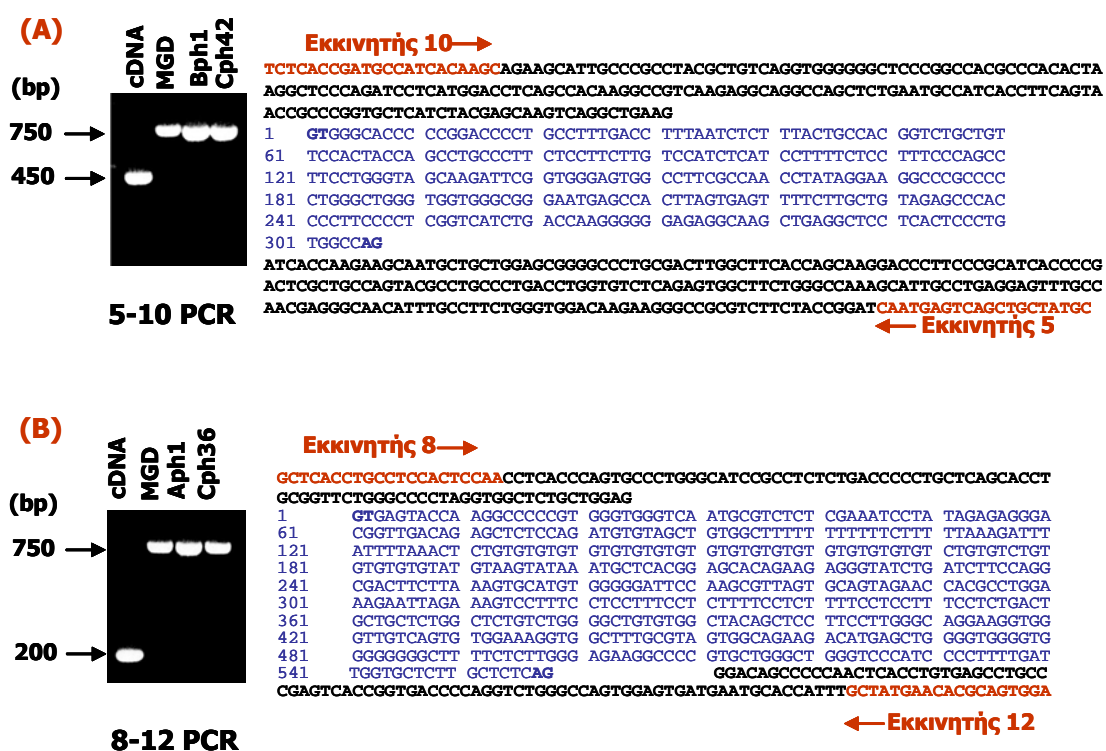 (A)
cDNA
MGD
Bph1
Cph42
(bp)
750
450
5-10 PCR
Εκκινητής 10
TCTCACCGATGCCATCACAAGCAGAAGCATTGCCCGCCTACGCTGTCAGGTGGGGGGCTCCCGGCCACGCCCACACTA
AGGCTCCCAGATCCTCATGGACCTCAGCCACAAGGCCGTCAAGAGGCAGGCCAGCTCTGAATGCCATCACCTTCAGTA
ACCGCCCGGTGCTCATCTACGAGCAAGTCAGGCTGAAG
1 GTGGGCACCC CCGGACCCCT GCCTTTGACC TTTAATCTCT TTACTGCCAC GGTCTGCTGT
61 TCCACTACCA GCCTGCCCTT CTCCTTCTTG TCCATCTCAT CCTTTTCTCC TTTCCCAGCC
121 TTCCTGGGTA GCAAGATTCG GTGGGAGTGG CCTTCGCCAA CCTATAGGAA GGCCCGCCCC
181 CTGGGCTGGG TGGTGGGCGG GAATGAGCCA CTTAGTGAGT TTTCTTGCTG TAGAGCCCAC
241 CCCTTCCCCT CGGTCATCTG ACCAAGGGGG GAGAGGCAAG CTGAGGCTCC TCACTCCCTG
301 TGGCCAG
ATCACCAAGAAGCAATGCTGCTGGAGCGGGGCCCTGCGACTTGGCTTCACCAGCAAGGACCCTTCCCGCATCACCCCG
ACTCGCTGCCAGTACGCCTGCCCTGACCTGGTGTCTCAGAGTGGCTTCTGGGCCAAAGCATTGCCTGAGGAGTTTGCC
AACGAGGGCAACATTTGCCTTCTGGGTGGACAAGAAGGGCCGCGTCTTCTACCGGATCAATGAGTCAGCTGCTATGC
Εκκινητής 5
(B)
cDNA
MGD
Aph1
Cph36
(bp)
750
200
8-12 PCR
Εκκινητής 8
GCTCACCTGCCTCCACTCCAACCTCACCCAGTGCCCTGGGCATCCGCCTCTCTGACCCCCTGCTCAGCACCT
GCGGTTCTGGGCCCCTAGGTGGCTCTGCTGGAG
1 GTGAGTACCA AGGCCCCCGT GGGTGGGTCA ATGCGTCTCT CGAAATCCTA TAGAGAGGGA
61 CGGTTGACAG AGCTCTCCAG ATGTGTAGCT GTGGCTTTTT TTTTTTCTTT TTAAAGATTT
121 ATTTTAAACT CTGTGTGTGT GTGTGTGTGT GTGTGTGTGT GTGTGTGTGT CTGTGTCTGT
181 GTGTGTGTAT GTAAGTATAA ATGCTCACGG AGCACAGAAG AGGGTATCTG ATCTTCCAGG
241 CGACTTCTTA AAGTGCATGT GGGGGATTCC AAGCGTTAGT GCAGTAGAAC CACGCCTGGA
301 AAGAATTAGA AAGTCCTTTC CTCCTTTCCT CTTTTCCTCT TTTCCTCCTT TCCTCTGACT
361 GCTGCTCTGG CTCTGTCTGG GGCTGTGTGG CTACAGCTCC TTCCTTGGGC AGGAAGGTGG
421 GTTGTCAGTG TGGAAAGGTGG GCTTTGCGTA GTGGCAGAAG ACATGAGCTG GGGTGGGGTG
481 GGGGGGGCTT TTCTCTTGGG AGAAGGCCCC GTGCTGGGCT GGGTCCCATC CCCTTTTGAT
541 TGGTGCTCTT GCTCTCAG GGACAGCCCCCAACTCACCTGTGAGCCTGCC
CGAGTCACCGGTGACCCCAGGTCTGGGCCAGTGGAGTGATGAATGCACCATTTGCTATGAACACGCAGTGGA
Εκκινητής 12